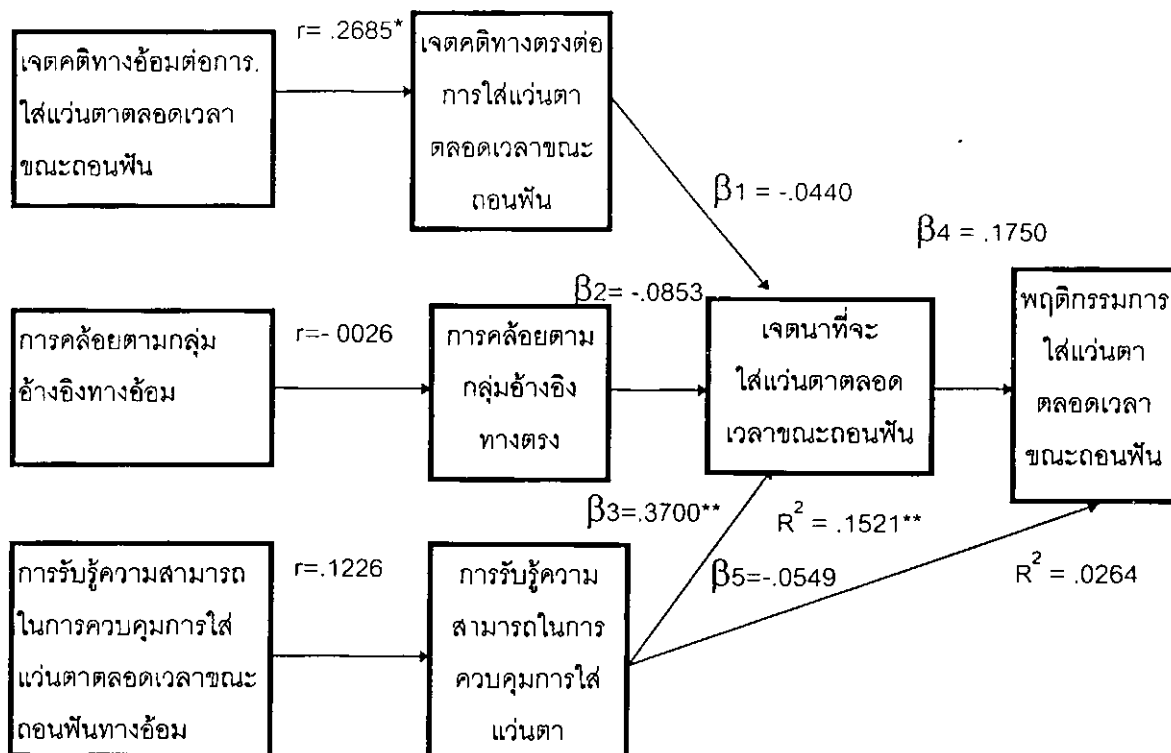 r= .2685*
เจตคติทางอ้อมต่อการ.
ใส่แว่นตาตลอดเวลา
ขณะถอนฟัน
เจตคติทางตรงต่อ
การใส่แว่นตา
ตลอดเวลาขณะ
ถอนฟัน
β1 = -.0440
β4 = .1750
การคล้อยตามกลุ่ม
อ้างอิงทางอ้อม
r=- 0026
การคล้อยตาม
กลุ่มอ้างอิง
ทางตรง
β2= -.0853
เจตนาที่จะ
ใส่แว่นตาตลอด
เวลาขณะถอนฟัน
พฤติกรรมการ
ใส่แว่นตา
ตลอดเวลา
ขณะถอนฟัน
β3=.3700**
R² = .1521**
β5=-.0549
R² = .0264
การรับรู้ความสามารถ
ในการควบคุมการใส่
แว่นตาตลอดเวลาขณะ
ถอนฟันทางอ้อม
r=.1226
การรับรู้ความ
สามารถในการ
ควบคุมการใส่
แว่นตา